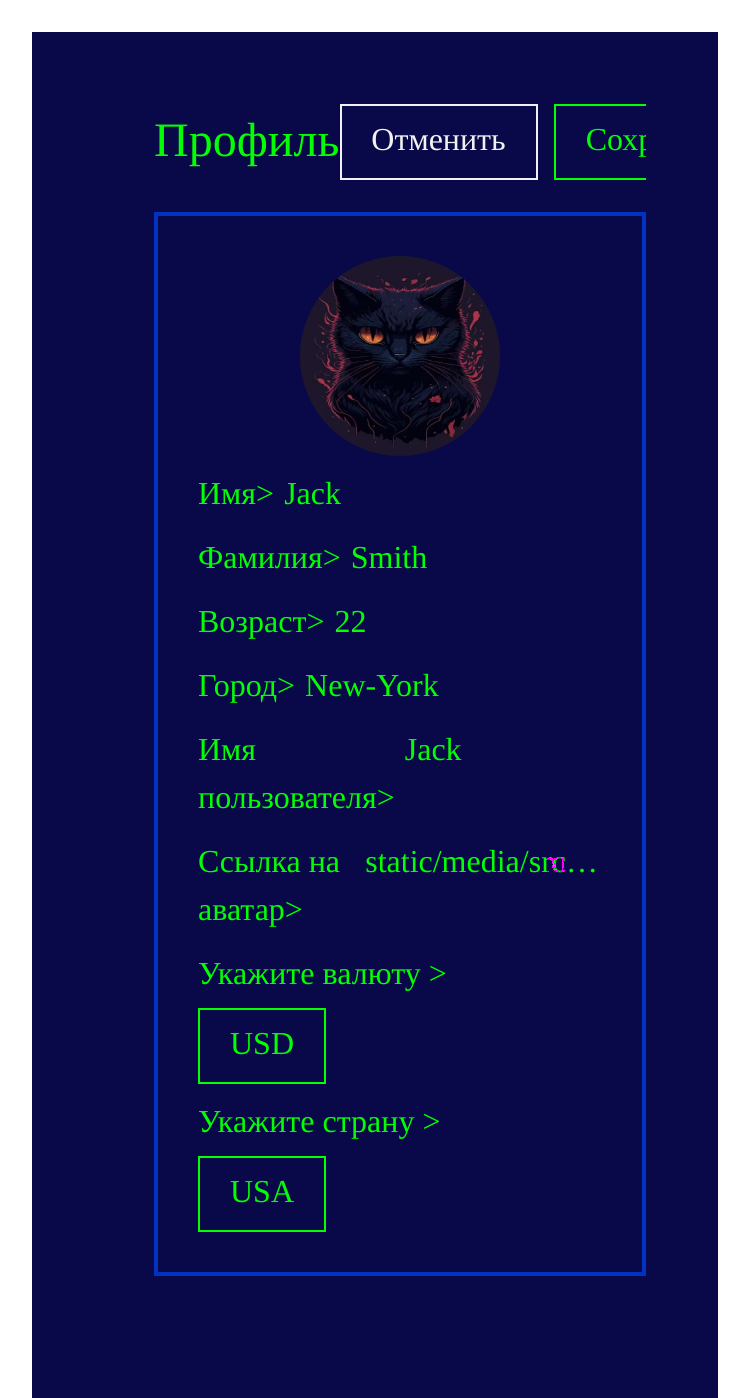 Профиль Отменить Сохр
Имя> Jack
Фамилия> Smith
Возраст> 22
Город> New-York
Имя Jack
пользователя>
Ссылка на static/media/sm…
аватар>
Укажите валюту >
USD
Укажите страну >
USA